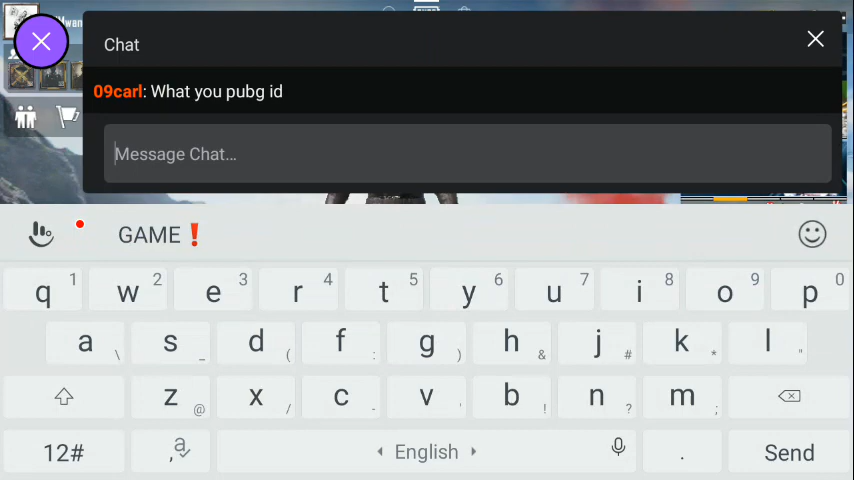 Chat
09carl: What you pubg id
Message Chat...
GAME❗
q 1 w 2 e 3 r 4 t 5 y 6 u 7 i 8 o 9 p 0
a \ s _ d ( f : g ) h & j # k * l "
z @ x / c - v ' b ! n ? m ;
12# , a English . Send